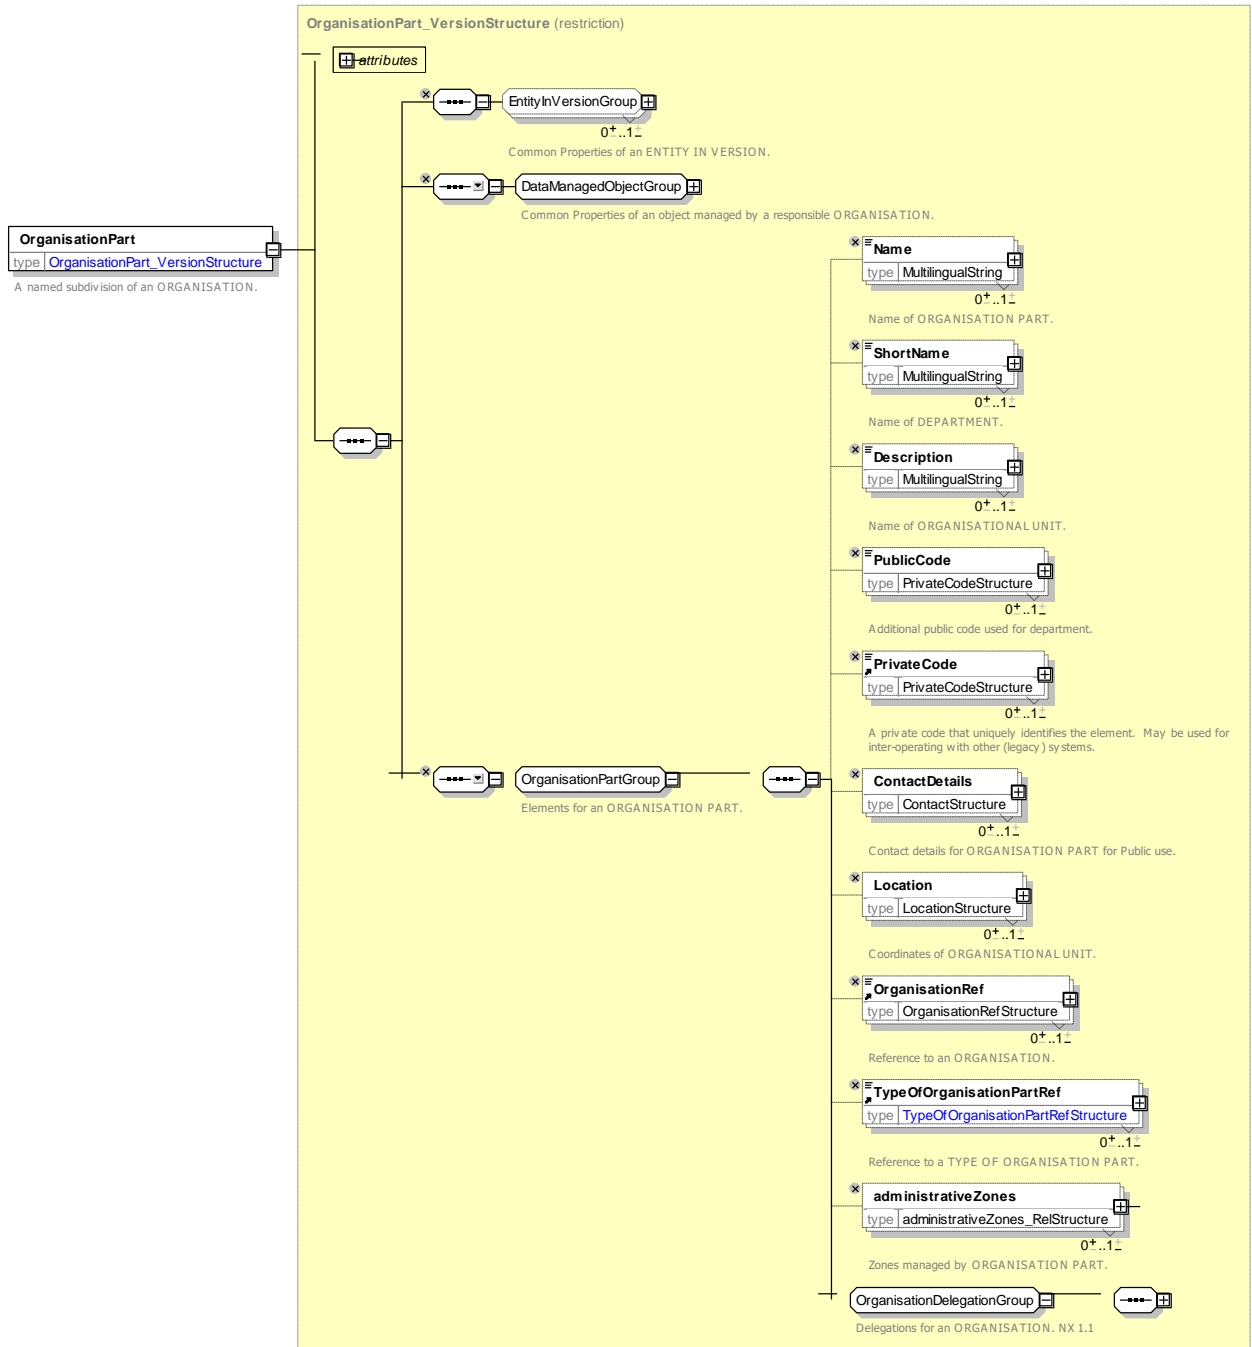 OrganisationPart_VersionStructure (restriction)
attributes
EntityInVersionGroup
0..1
Common Properties of an ENTITY IN VERSION.
DataManagedObjectGroup
Common Properties of an object managed by a responsible ORGANISATION.
OrganisationPart
type OrganisationPart_VersionStructure
A named subdivision of an ORGANISATION.
Name
type MultilingualString
0..1
Name of ORGANISATION PART.
ShortName
type MultilingualString
0..1
Name of DEPARTMENT.
Description
type MultilingualString
0..1
Name of ORGANISATIONAL UNIT.
PublicCode
type PrivateCodeStructure
0..1
Additional public code used for department.
PrivateCode
type PrivateCodeStructure
0..1
A private code that uniquely identifies the element. May be used for
inter-operating with other (legacy) systems.
OrganisationPartGroup
Elements for an ORGANISATION PART.
ContactDetails
type ContactStructure
0..1
Contact details for ORGANISATION PART for Public use.
Location
type LocationStructure
0..1
Coordinates of ORGANISATIONAL UNIT.
OrganisationRef
type OrganisationRefStructure
0..1
Reference to an ORGANISATION.
TypeOfOrganisationPartRef
type TypeOfOrganisationPartRefStructure
0..1
Reference to a TYPE OF ORGANISATION PART.
administrativeZones
type administrativeZones_RelStructure
0..1
Zones managed by ORGANISATION PART.
OrganisationDelegationGroup
Delegations for an ORGANISATION. NX 1.1